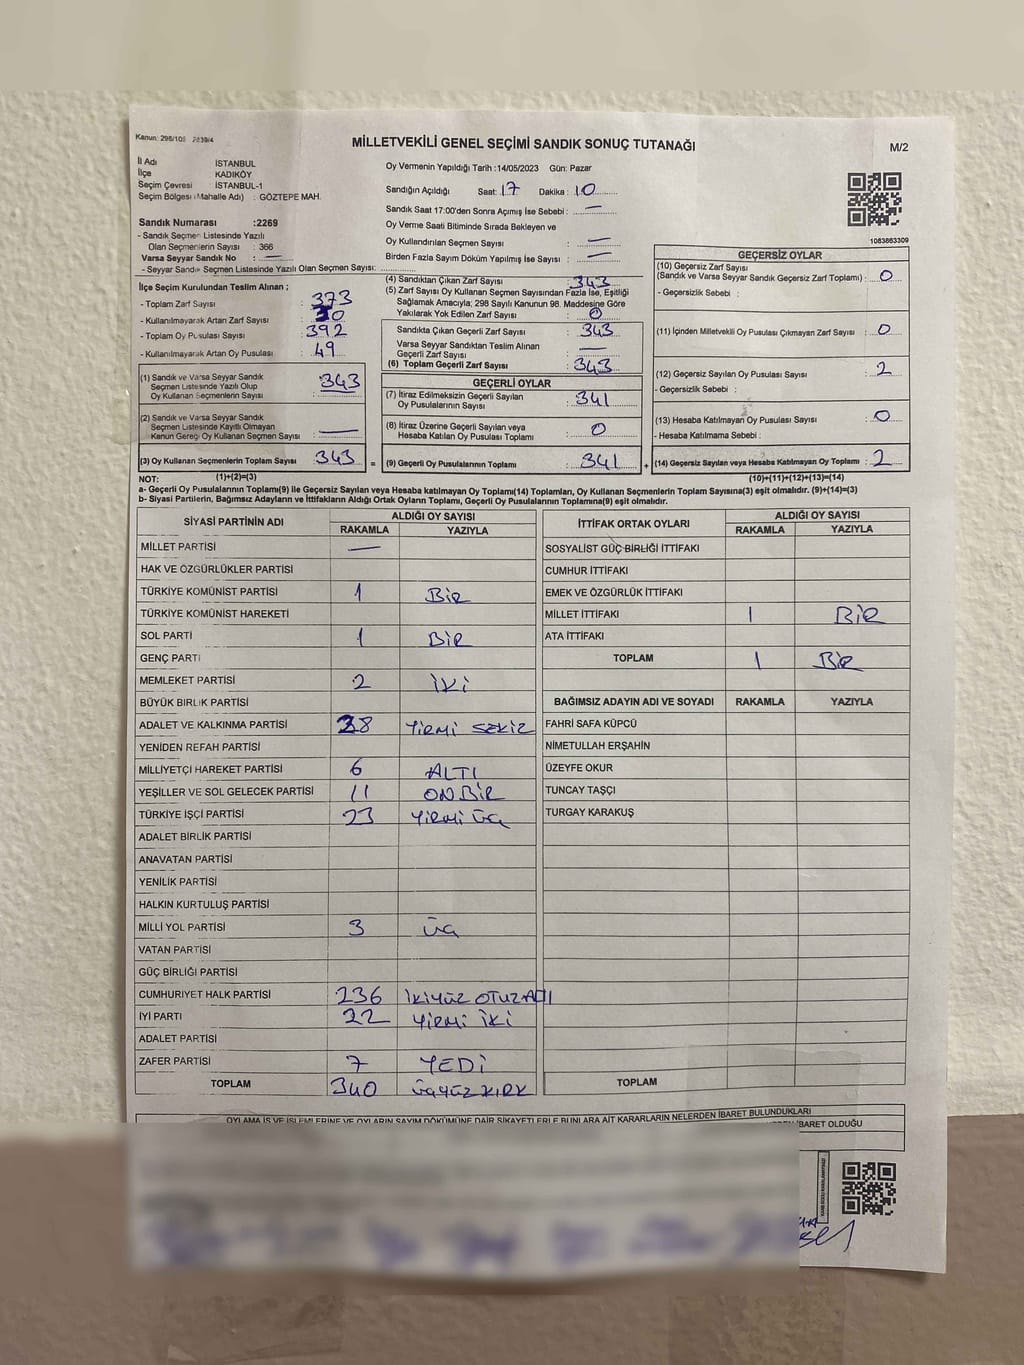 Kanun: 298/105 2839/4
MİLLETVEKİLİ GENEL SEÇİMİ SANDIK SONUÇ TUTANAĞI
M/2
İl Adı İSTANBUL
İlçe KADIKÖY
Seçim Çevresi İSTANBUL-1
Seçim Bölgesi (Mahalle Adı) : GÖZTEPE MAH.
Sandık Numarası :2269
- Sandık Seçmen Listesinde Yazılı
Olan Seçmenlerin Sayısı : 366
Varsa Seyyar Sandık No : —
- Seyyar Sandık Seçmen Listesinde Yazılı Olan Seçmen Sayısı:
Oy Vermenin Yapıldığı Tarih :14/05/2023 Gün: Pazar
Sandığın Açıldığı Saat: 17 Dakika : 10
Sandık Saat 17:00'den Sonra Açılmış İse Sebebi : —
Oy Verme Saati Bitiminde Sırada Bekleyen ve
Oy Kullandırılan Seçmen Sayısı : —
Birden Fazla Sayım Döküm Yapılmış İse Sayısı : —
1083863309
İlçe Seçim Kurulundan Teslim Alınan ;
- Toplam Zarf Sayısı : 373
- Kullanılmayarak Artan Zarf Sayısı : 30
- Toplam Oy Pusulası Sayısı : 392
- Kullanılmayarak Artan Oy Pusulası : 49
(1) Sandık ve Varsa Seyyar Sandık
Seçmen Listesinde Yazılı Olup
Oy Kullanan Seçmenlerin Sayısı : 343
(2) Sandık ve Varsa Seyyar Sandık
Seçmen Listesinde Kayıtlı Olmayan
Kanun Gereği Oy Kullanan Seçmen Sayısı : —
(3) Oy Kullanan Seçmenlerin Toplam Sayısı : 343 =
(4) Sandıktan Çıkan Zarf Sayısı : 343
(5) Zarf Sayısı Oy Kullanan Seçmen Sayısından Fazla İse, Eşitliği
Sağlamak Amacıyla; 298 Sayılı Kanunun 98. Maddesine Göre
Yakılarak Yok Edilen Zarf Sayısı : 0
Sandıkta Çıkan Geçerli Zarf Sayısı : 343
Varsa Seyyar Sandıktan Teslim Alınan
Geçerli Zarf Sayısı : —
(6) Toplam Geçerli Zarf Sayısı : 343
GEÇERLİ OYLAR
(7) İtiraz Edilmeksizin Geçerli Sayılan
Oy Pusulalarının Sayısı : 341
(8) İtiraz Üzerine Geçerli Sayılan veya
Hesaba Katılan Oy Pusulası Toplamı : 0
(9) Geçerli Oy Pusulalarının Toplamı : 341 +
GEÇERSİZ OYLAR
(10) Geçersiz Zarf Sayısı
(Sandık ve Varsa Seyyar Sandık Geçersiz Zarf Toplamı) : 0
- Geçersizlik Sebebi :
(11) İçinden Milletvekili Oy Pusulası Çıkmayan Zarf Sayısı : 0
(12) Geçersiz Sayılan Oy Pusulası Sayısı : 2
- Geçersizlik Sebebi :
(13) Hesaba Katılmayan Oy Pusulası Sayısı : 0
- Hesaba Katılmama Sebebi :
(14) Geçersiz Sayılan veya Hesaba Katılmayan Oy Toplamı : 2
NOT: (1)+(2)=(3) (10)+(11)+(12)+(13)=(14)
a- Geçerli Oy Pusulaları Toplamı(9) ile Geçersiz Sayılan veya Hesaba katılmayan Oy Toplamı(14) Toplamları, Oy Kullanan Seçmenlerin Toplam Sayısına(3) eşit olmalıdır. (9)+(14)=(3)
b- Siyasi Partilerin, Bağımsız Adayların ve İttifakların Aldığı Ortak Oyların Toplamı, Geçerli Oy Pusulalarının Toplamına(9) eşit olmalıdır.
SİYASİ PARTİNİN ADI ALDIĞI OY SAYISI
RAKAMLA YAZIYLA
MİLLET PARTİSİ —
HAK VE ÖZGÜRLÜKLER PARTİSİ
TÜRKİYE KOMÜNİST PARTİSİ 1 BİR
TÜRKİYE KOMÜNİST HAREKETİ
SOL PARTİ 1 BİR
GENÇ PARTİ
MEMLEKET PARTİSİ 2 İKİ
BÜYÜK BİRLİK PARTİSİ
ADALET VE KALKINMA PARTİSİ 28 YİRMİ SEKİZ
YENİDEN REFAH PARTİSİ
MİLLİYETÇİ HAREKET PARTİSİ 6 ALTI
YEŞİLLER VE SOL GELECEK PARTİSİ 11 ONBİR
TÜRKİYE İŞÇİ PARTİSİ 23 YİRMİ ÜÇ
ADALET BİRLİK PARTİSİ
ANAVATAN PARTİSİ
YENİLİK PARTİSİ
HALKIN KURTULUŞ PARTİSİ
MİLLİ YOL PARTİSİ 3 ÜÇ
VATAN PARTİSİ
GÜÇ BİRLİĞİ PARTİSİ
CUMHURİYET HALK PARTİSİ 236 İKİYÜZ OTUZALTI
İYİ PARTİ 22 YİRMİ İKİ
ADALET PARTİSİ
ZAFER PARTİSİ 7 YEDİ
TOPLAM 340 ÜÇYÜZ KIRK
İTTİFAK ORTAK OYLARI ALDIĞI OY SAYISI
RAKAMLA YAZIYLA
SOSYALİST GÜÇ BİRLİĞİ İTTİFAKI
CUMHUR İTTİFAKI
EMEK VE ÖZGÜRLÜK İTTİFAKI
MİLLET İTTİFAKI 1 BİR
ATA İTTİFAKI
TOPLAM 1 BİR
BAĞIMSIZ ADAYIN ADI VE SOYADI RAKAMLA YAZIYLA
FAHRİ SAFA KÜPCÜ
NİMETULLAH ERŞAHİN
ÜZEYFE OKUR
TUNCAY TAŞÇI
TURGAY KARAKUŞ
TOPLAM
OYLAMA İŞ VE İŞLEMLERİNE VE OYLARIN SAYIM DÖKÜMÜNE DAİR ŞİKAYETLERLE BUNLARA AİT KARARLARIN NELERDEN İBARET BULUNDUKLARI
İBARET OLDUĞU